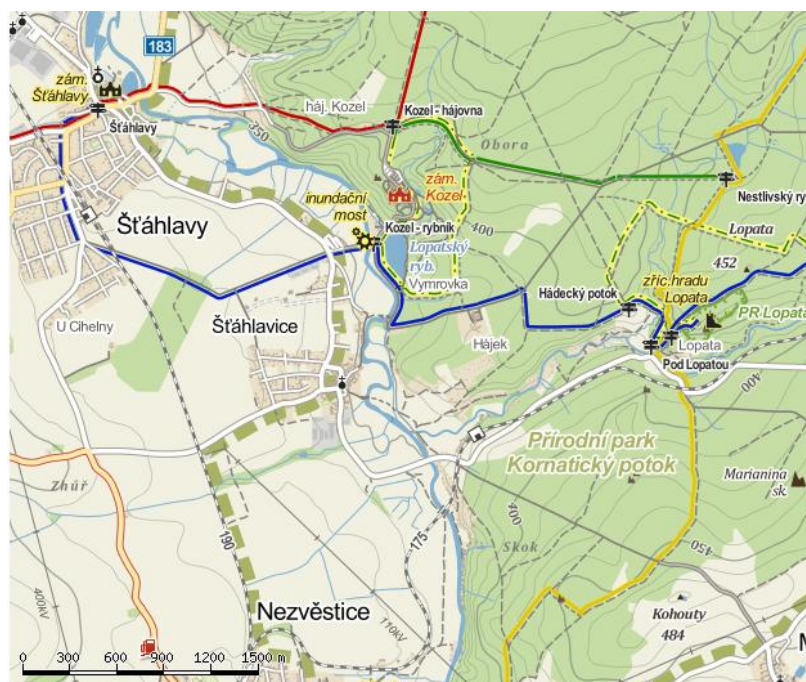 183
zám.
Šťáhlavy
Šťáhlavy
háj. Kozel
Kozel - hájovna
350
Obora
zám.
Kozel
inundační
most
Kozel - rybník
400
Nestlivský ry
Lopata
Šťáhlavy
Lopatský
ryb.
Vymrovka
452
zříc.hradu
Lopata
Hádecký potok
PR Lopata
U Cihelny
Šťáhlavice
Hájek
Lopata
Pod Lopatou
400
Přírodní park
Kornatický potok
Marianina
sk.
Zhůř
190
175
400
Skok
450
400kV
110kV
Nezvěstice
Kohouty
484
0 300 600 900 1200 1500 m